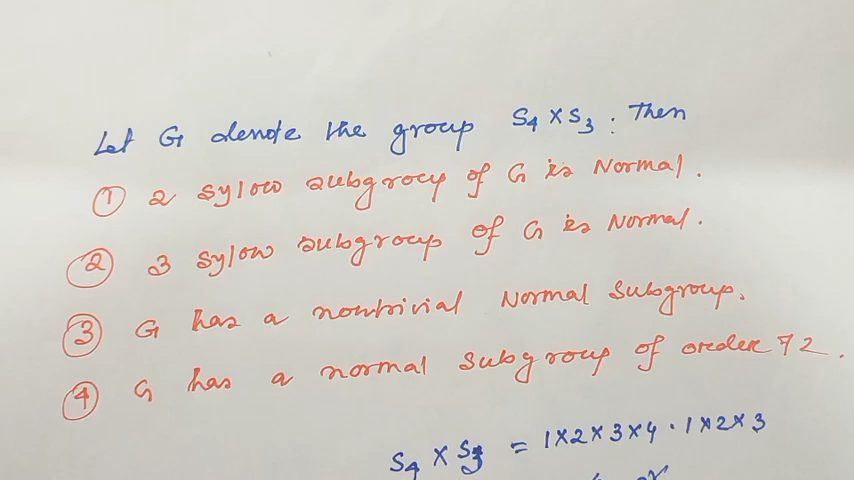 Let G denote the group S₄ × S₃ : Then
① 2 sylow subgroup of G is Normal.
② 3 sylow subgroup of G is Normal.
③ G has a nontrivial Normal Subgroup.
④ G has a normal subgroup of order 72.
S₄ × S₃ = 1×2×3×4 · 1×2×3